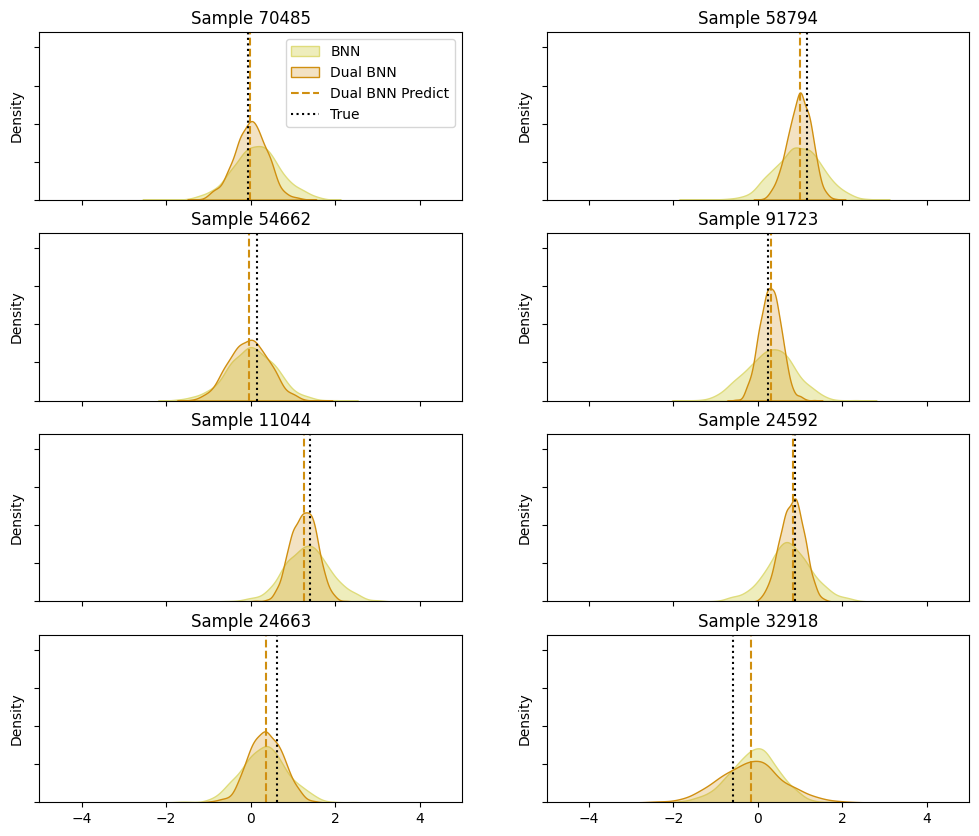 Sample 70485
Sample 58794
Density
BNN
Dual BNN
Dual BNN Predict
True
Density
Sample 54662
Sample 91723
Density
Density
Sample 11044
Sample 24592
Density
Density
Sample 24663
Sample 32918
Density
Density
−4 −2 0 2 4
−4 −2 0 2 4